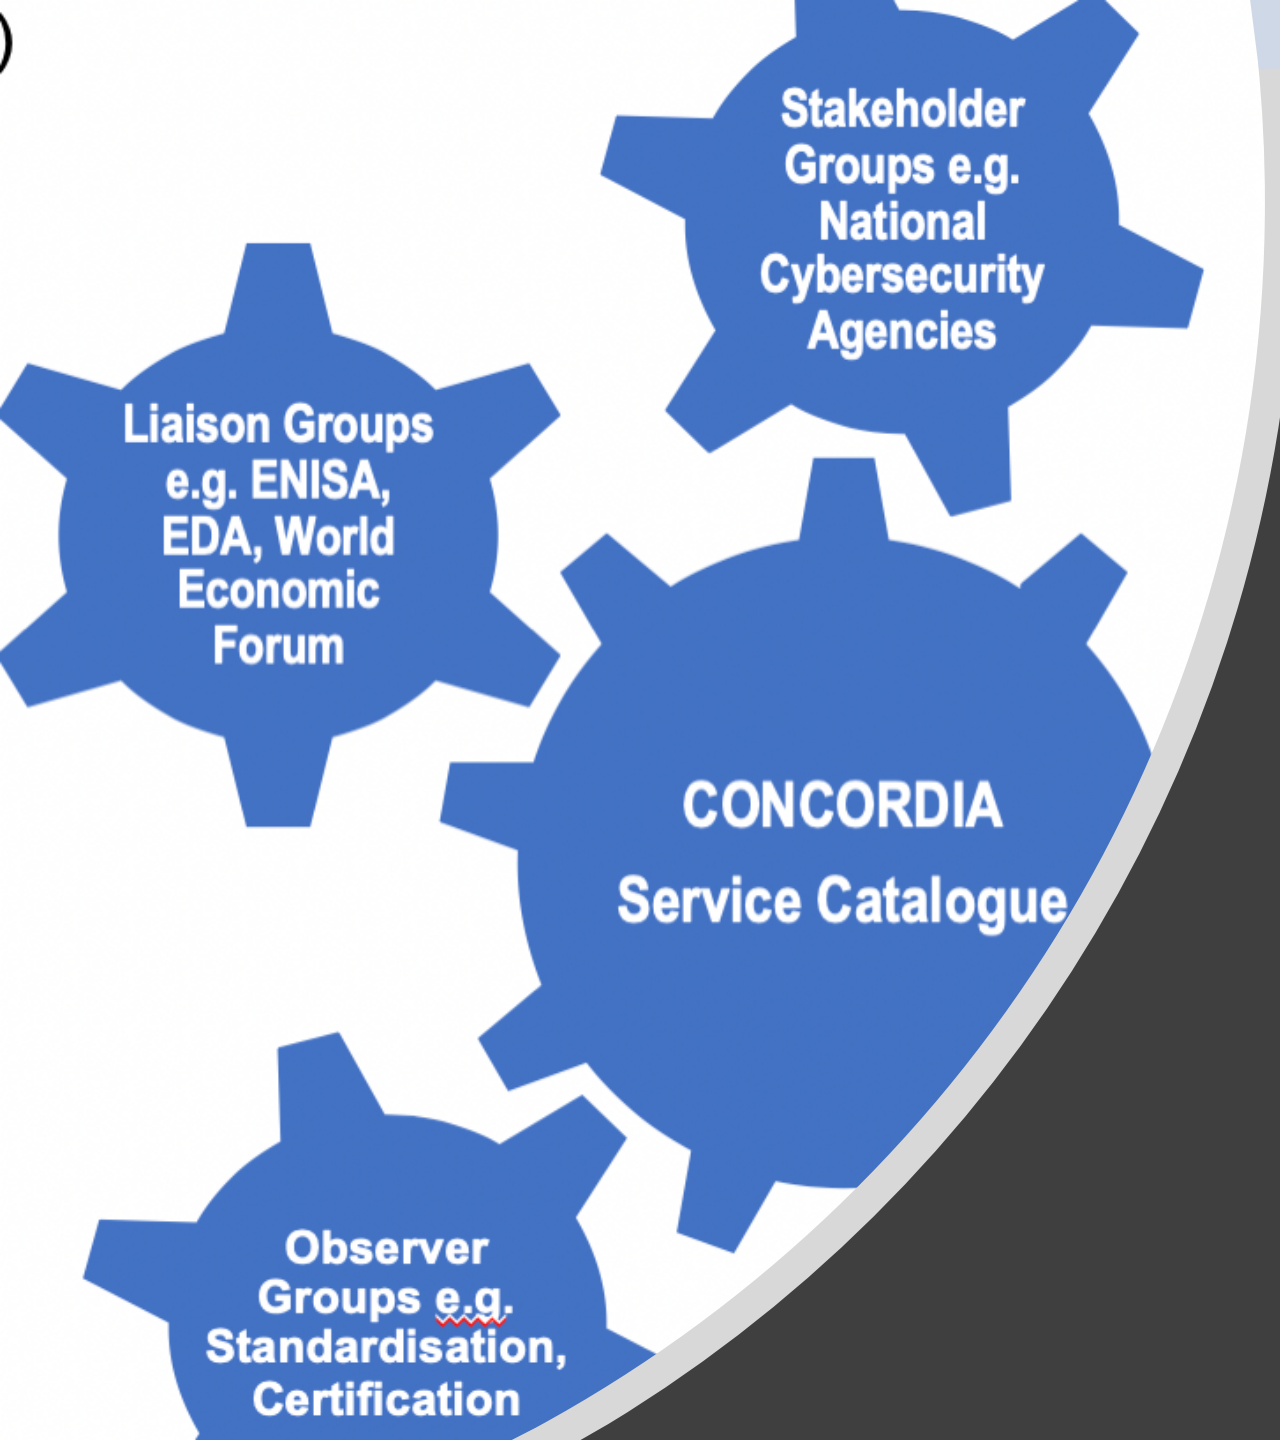 )
Stakeholder
Groups e.g.
National
Cybersecurity
Agencies
Liaison Groups
e.g. ENISA,
EDA, World
Economic
Forum
CONCORDIA
Service Catalogue
Observer
Groups e.g.
Standardisation,
Certification